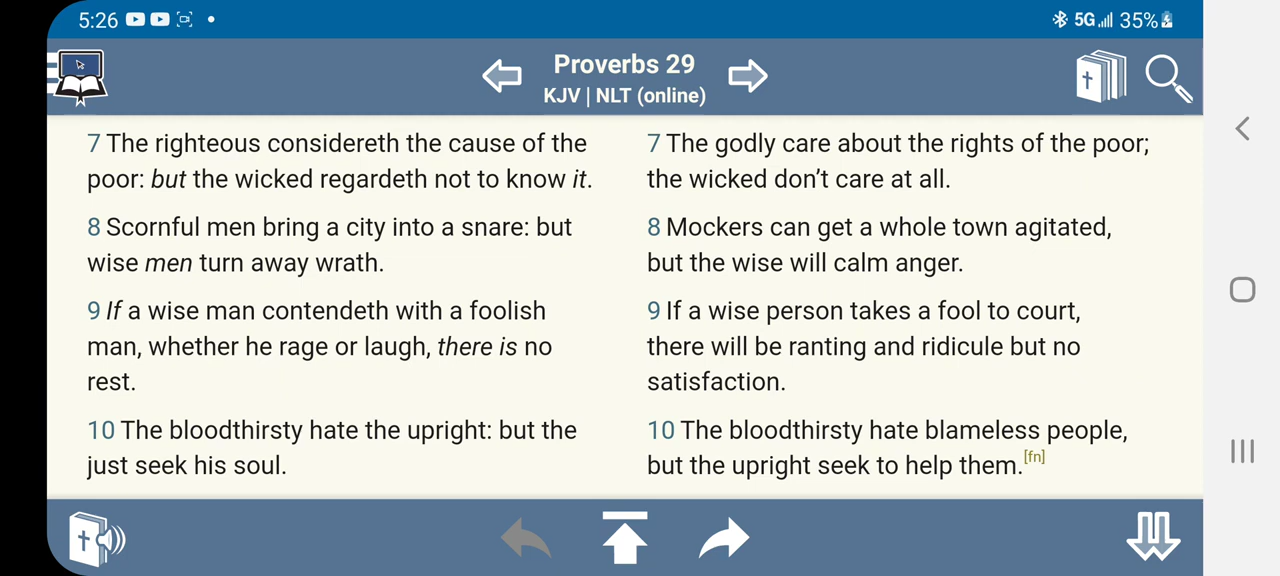 5:26
5G 35%
Proverbs 29
KJV | NLT (online)
7 The righteous considereth the cause of the
poor: but the wicked regardeth not to know it.
8 Scornful men bring a city into a snare: but
wise men turn away wrath.
9 If a wise man contendeth with a foolish
man, whether he rage or laugh, there is no
rest.
10 The bloodthirsty hate the upright: but the
just seek his soul.
7 The godly care about the rights of the poor;
the wicked don’t care at all.
8 Mockers can get a whole town agitated,
but the wise will calm anger.
9 If a wise person takes a fool to court,
there will be ranting and ridicule but no
satisfaction.
10 The bloodthirsty hate blameless people,
but the upright seek to help them.[fn]